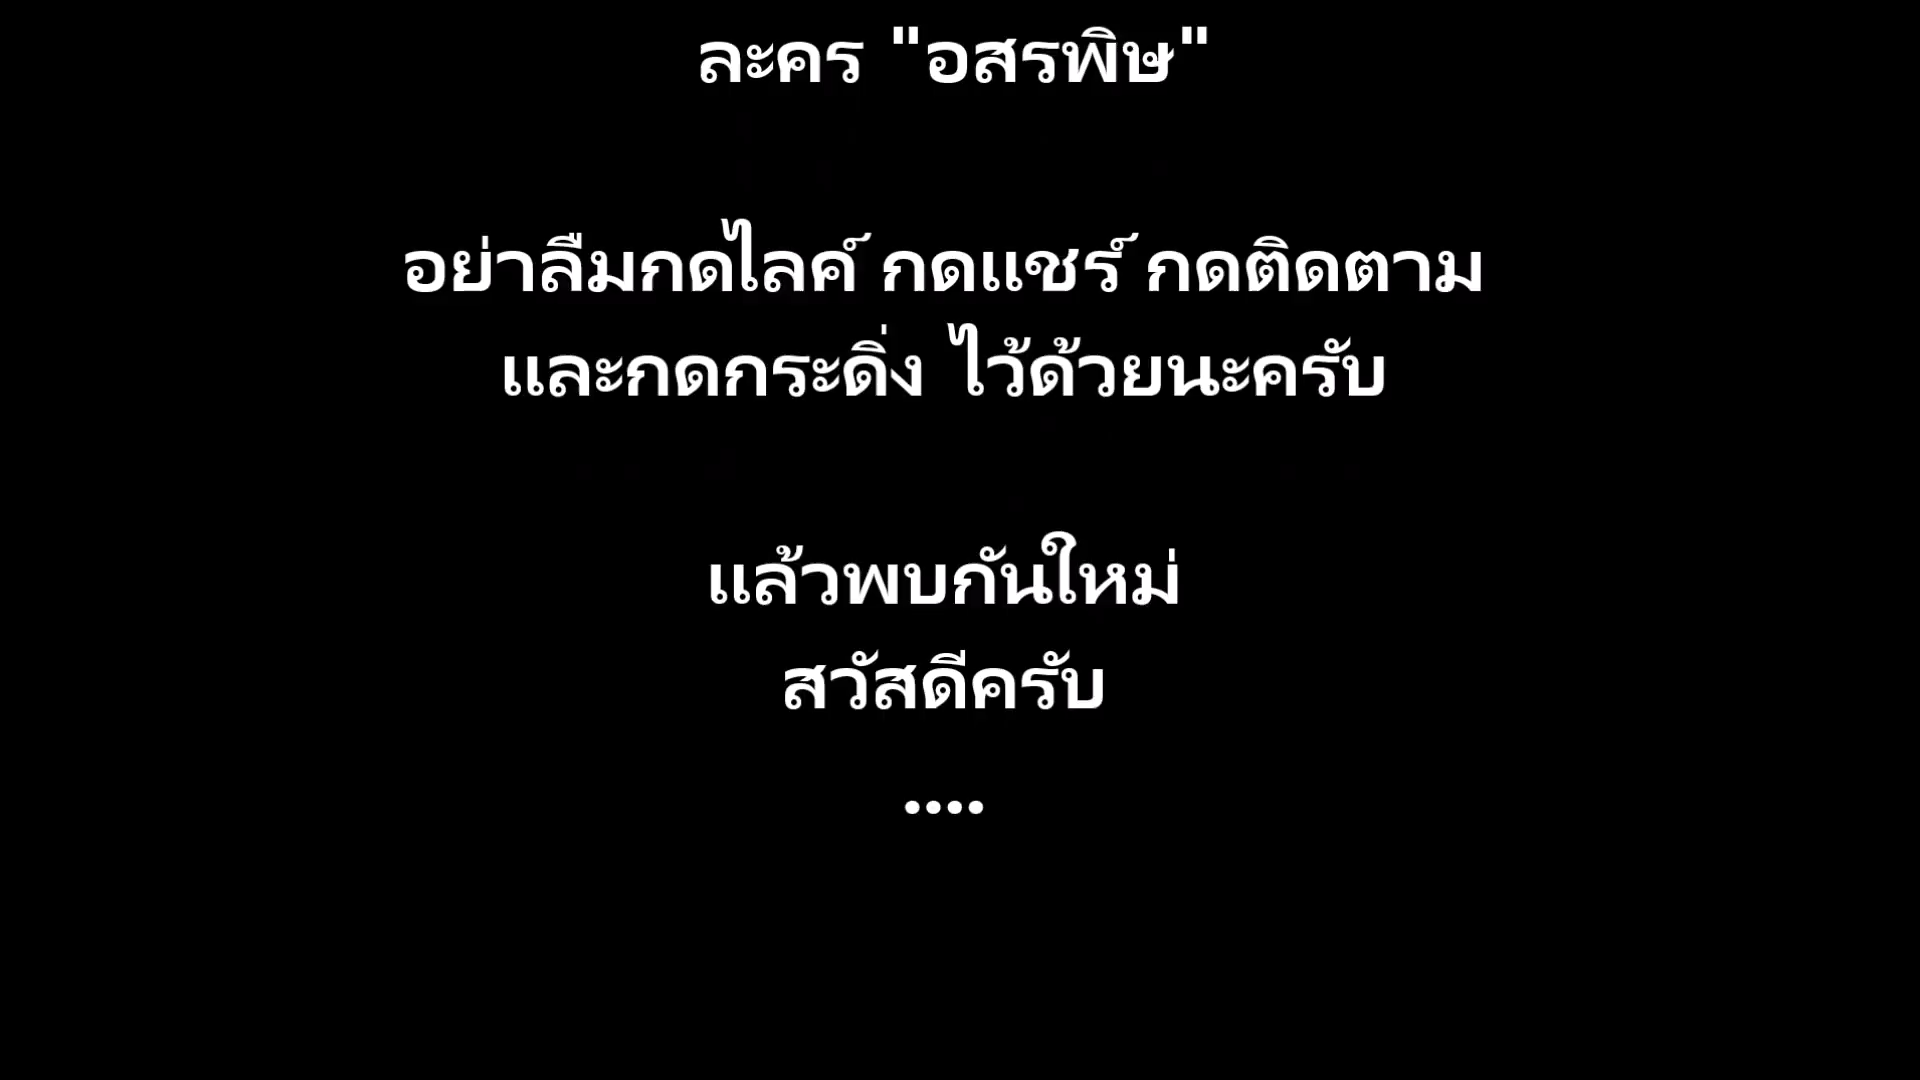 ละคร "อสรพิษ"
อย่าลืมกดไลค์ กดแชร์ กดติดตาม
และกดกระดิ่ง ไว้ด้วยนะครับ
แล้วพบกันใหม่
สวัสดีครับ
....